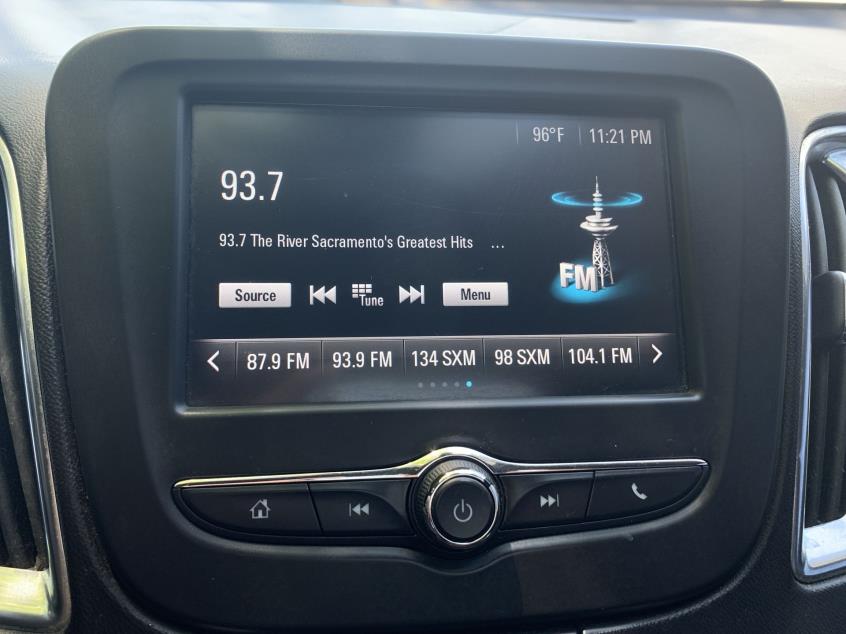 96°F 11:21 PM
93.7
93.7 The River Sacramento's Greatest Hits ...
FM
Source Tune Menu
87.9 FM 93.9 FM 134 SXM 98 SXM 104.1 FM